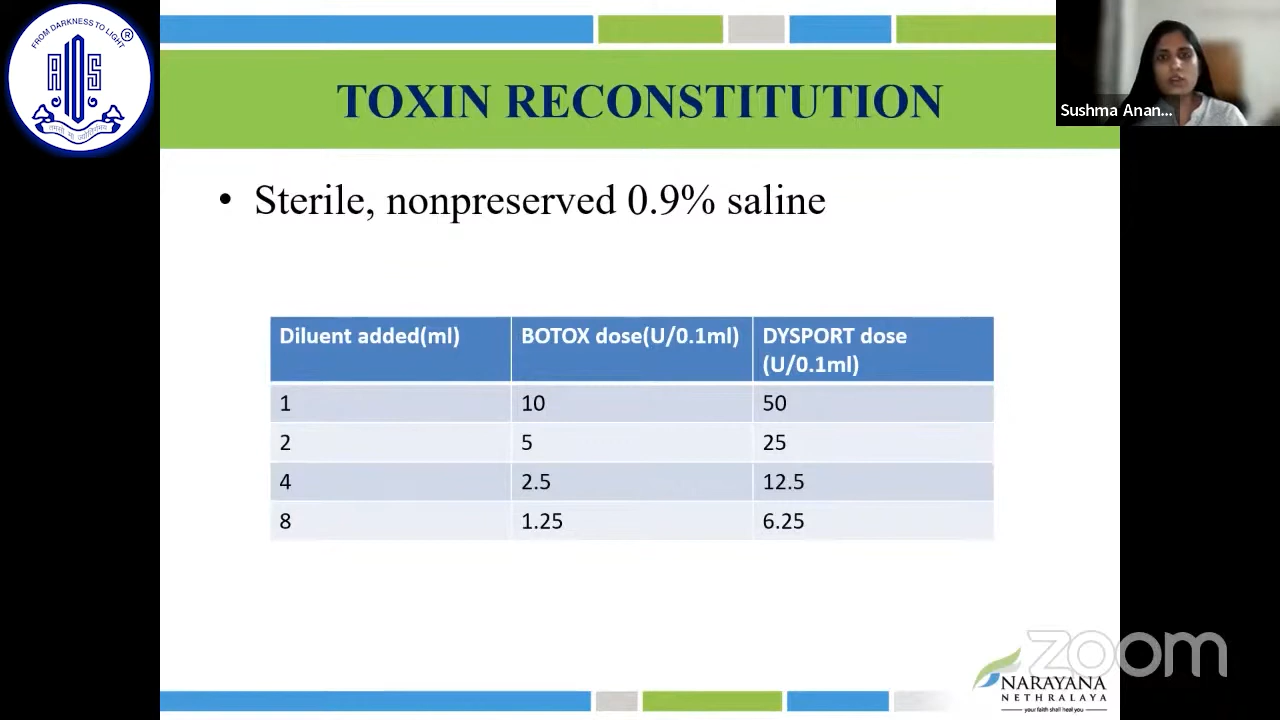 FROM DARKNESS TO LIGHT
®
AIS
TOXIN RECONSTITUTION
Sushma Anan...
• Sterile, nonpreserved 0.9% saline
Diluent added(ml) BOTOX dose(U/0.1ml) DYSPORT dose
(U/0.1ml)
1 10 50
2 5 25
4 2.5 12.5
8 1.25 6.25
zoom
NARAYANA
NETHRALAYA
your faith shall heal you